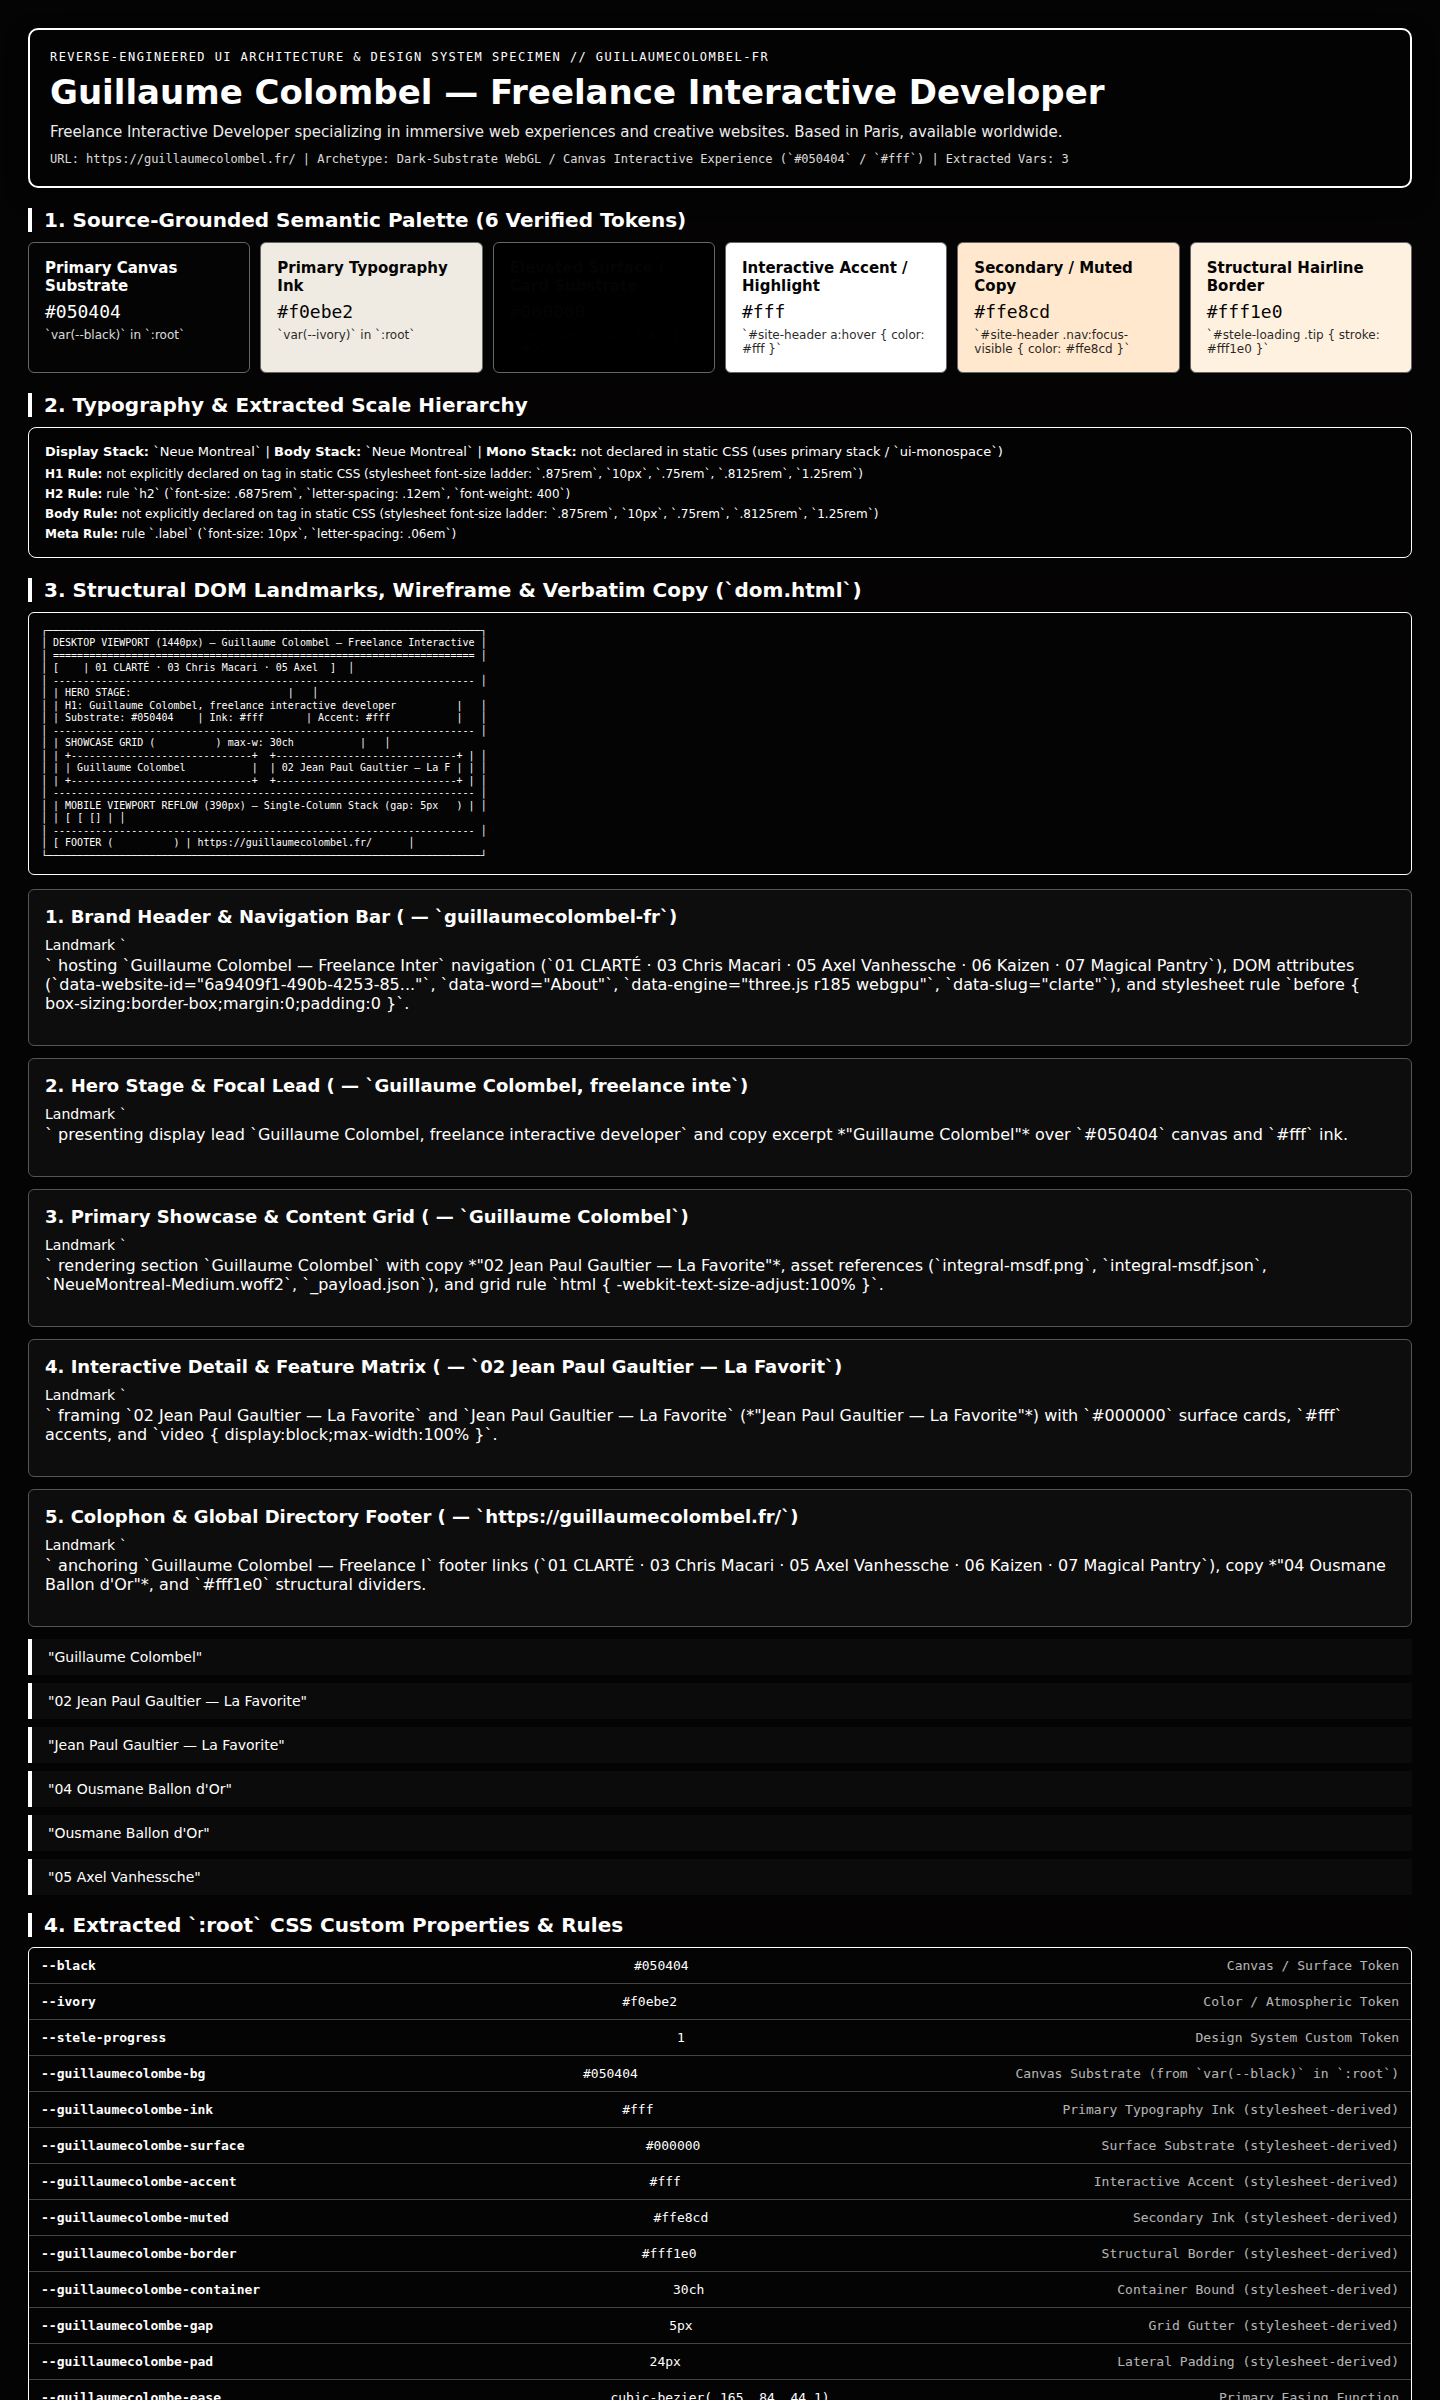 REVERSE-ENGINEERED UI ARCHITECTURE & DESIGN SYSTEM SPECIMEN // GUILLAUMECOLOMBEL-FR
Guillaume Colombel — Freelance Interactive Developer
Freelance Interactive Developer specializing in immersive web experiences and creative websites. Based in Paris, available worldwide.
URL: https://guillaumecolombel.fr/ | Archetype: Dark-Substrate WebGL / Canvas Interactive Experience (`#050404` / `#fff`) | Extracted Vars: 3
1. Source-Grounded Semantic Palette (6 Verified Tokens)
Primary Canvas
Substrate
#050404
`var(--black)` in `:root`
Primary Typography
Ink
#f0ebe2
`var(--ivory)` in `:root`
Elevated Surface /
Card Substrate
#000000
Interactive Accent /
Highlight
#fff
`#site-header a:hover { color:
#fff }`
Secondary / Muted
Copy
#ffe8cd
`#site-header .nav:focus-
visible { color: #ffe8cd }`
Structural Hairline
Border
#fff1e0
`#stele-loading .tip { stroke:
#fff1e0 }`
2. Typography & Extracted Scale Hierarchy
Display Stack: `Neue Montreal` | Body Stack: `Neue Montreal` | Mono Stack: not declared in static CSS (uses primary stack / `ui-monospace`)
H1 Rule: not explicitly declared on tag in static CSS (stylesheet font-size ladder: `.875rem`, `10px`, `.75rem`, `.8125rem`, `1.25rem`)
H2 Rule: rule `h2` (`font-size: .6875rem`, `letter-spacing: .12em`, `font-weight: 400`)
Body Rule: not explicitly declared on tag in static CSS (stylesheet font-size ladder: `.875rem`, `10px`, `.75rem`, `.8125rem`, `1.25rem`)
Meta Rule: rule `.label` (`font-size: 10px`, `letter-spacing: .06em`)
3. Structural DOM Landmarks, Wireframe & Verbatim Copy (`dom.html`)
DESKTOP VIEWPORT (1440px) — Guillaume Colombel — Freelance Interactive
======================================================================
[    | 01 CLARTÉ · 03 Chris Macari · 05 Axel  ]  |
----------------------------------------------------------------------
| HERO STAGE:                          |   |
| H1: Guillaume Colombel, freelance interactive developer          |
| Substrate: #050404    | Ink: #fff       | Accent: #fff           |
----------------------------------------------------------------------
| SHOWCASE GRID (          ) max-w: 30ch           |   |
| +------------------------------+  +------------------------------+ |
| | Guillaume Colombel           |  | 02 Jean Paul Gaultier — La F | |
| +------------------------------+  +------------------------------+ |
----------------------------------------------------------------------
| MOBILE VIEWPORT REFLOW (390px) — Single-Column Stack (gap: 5px   ) |
| [ [ [] | |
----------------------------------------------------------------------
[ FOOTER (          ) | https://guillaumecolombel.fr/      |
1. Brand Header & Navigation Bar ( — `guillaumecolombel-fr`)
Landmark `
` hosting `Guillaume Colombel — Freelance Inter` navigation (`01 CLARTÉ · 03 Chris Macari · 05 Axel Vanhessche · 06 Kaizen · 07 Magical Pantry`), DOM attributes
(`data-website-id="6a9409f1-490b-4253-85..."`, `data-word="About"`, `data-engine="three.js r185 webgpu"`, `data-slug="clarte"`), and stylesheet rule `before {
box-sizing:border-box;margin:0;padding:0 }`.
2. Hero Stage & Focal Lead ( — `Guillaume Colombel, freelance inte`)
Landmark `
` presenting display lead `Guillaume Colombel, freelance interactive developer` and copy excerpt *"Guillaume Colombel"* over `#050404` canvas and `#fff` ink.
3. Primary Showcase & Content Grid ( — `Guillaume Colombel`)
Landmark `
` rendering section `Guillaume Colombel` with copy *"02 Jean Paul Gaultier — La Favorite"*, asset references (`integral-msdf.png`, `integral-msdf.json`,
`NeueMontreal-Medium.woff2`, `_payload.json`), and grid rule `html { -webkit-text-size-adjust:100% }`.
4. Interactive Detail & Feature Matrix ( — `02 Jean Paul Gaultier — La Favorit`)
Landmark `
` framing `02 Jean Paul Gaultier — La Favorite` and `Jean Paul Gaultier — La Favorite` (*"Jean Paul Gaultier — La Favorite"*) with `#000000` surface cards, `#fff`
accents, and `video { display:block;max-width:100% }`.
5. Colophon & Global Directory Footer ( — `https://guillaumecolombel.fr/`)
Landmark `
` anchoring `Guillaume Colombel — Freelance I` footer links (`01 CLARTÉ · 03 Chris Macari · 05 Axel Vanhessche · 06 Kaizen · 07 Magical Pantry`), copy *"04 Ousmane
Ballon d'Or"*, and `#fff1e0` structural dividers.
"Guillaume Colombel"
"02 Jean Paul Gaultier — La Favorite"
"Jean Paul Gaultier — La Favorite"
"04 Ousmane Ballon d'Or"
"Ousmane Ballon d'Or"
"05 Axel Vanhessche"
4. Extracted `:root` CSS Custom Properties & Rules
--black #050404 Canvas / Surface Token
--ivory #f0ebe2 Color / Atmospheric Token
--stele-progress 1 Design System Custom Token
--guillaumecolombe-bg #050404 Canvas Substrate (from `var(--black)` in `:root`)
--guillaumecolombe-ink #fff Primary Typography Ink (stylesheet-derived)
--guillaumecolombe-surface #000000 Surface Substrate (stylesheet-derived)
--guillaumecolombe-accent #fff Interactive Accent (stylesheet-derived)
--guillaumecolombe-muted #ffe8cd Secondary Ink (stylesheet-derived)
--guillaumecolombe-border #fff1e0 Structural Border (stylesheet-derived)
--guillaumecolombe-container 30ch Container Bound (stylesheet-derived)
--guillaumecolombe-gap 5px Grid Gutter (stylesheet-derived)
--guillaumecolombe-pad 24px Lateral Padding (stylesheet-derived)
--guillaumecolombe-ease cubic-bezier(.165,.84,.44,1) Primary Easing Function